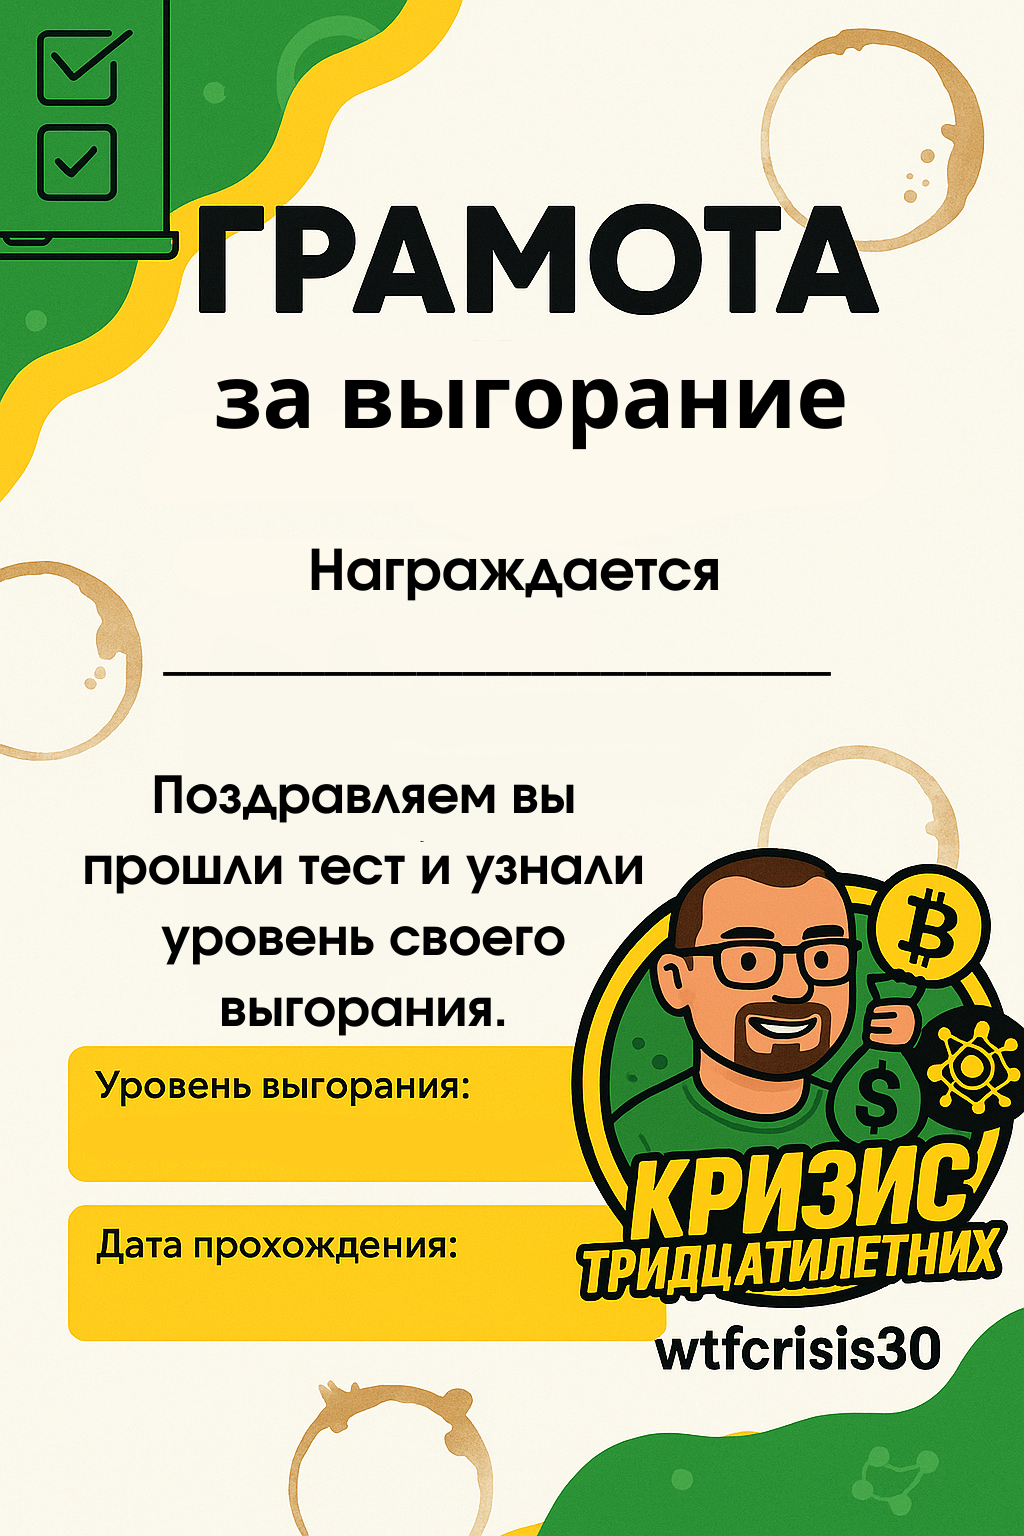 ГРАМОТА
за выгорание
Награждается
Поздравляем вы
прошли тест и узнали
уровень своего
выгорания.
Уровень выгорания:
Дата прохождения:
₿
$
КРИЗИС
ТРИДЦАТИЛЕТНИХ
wtfcrisis30